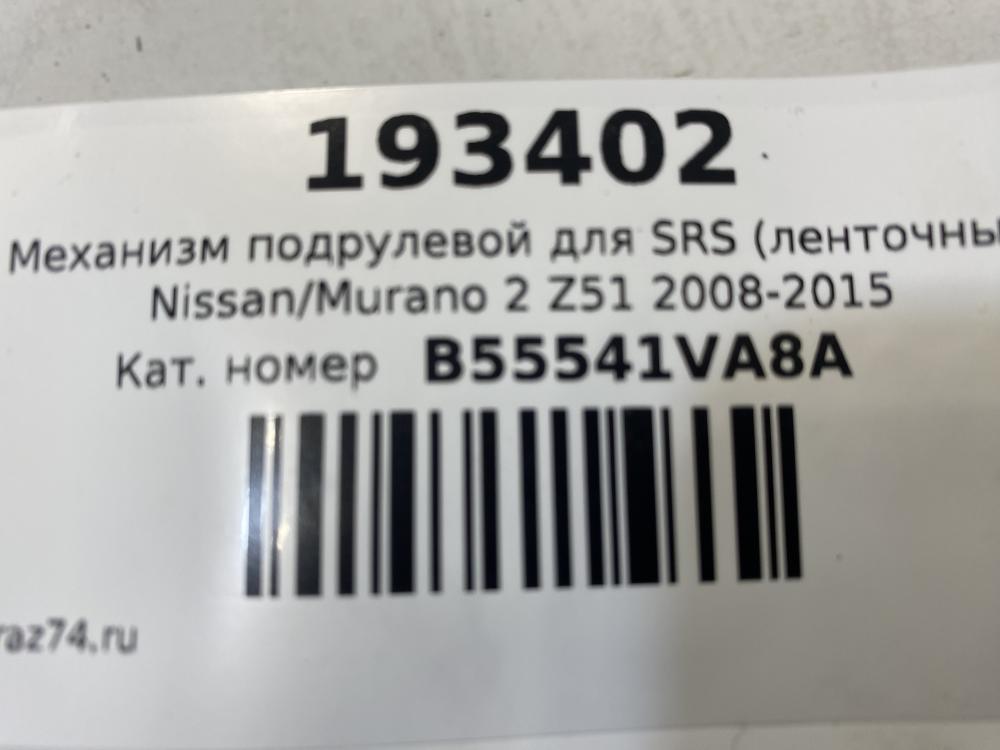 193402
Механизм подрулевой для SRS (ленточны
Nissan/Murano 2 Z51 2008-2015
Кат. номер B55541VA8A
raz74.ru